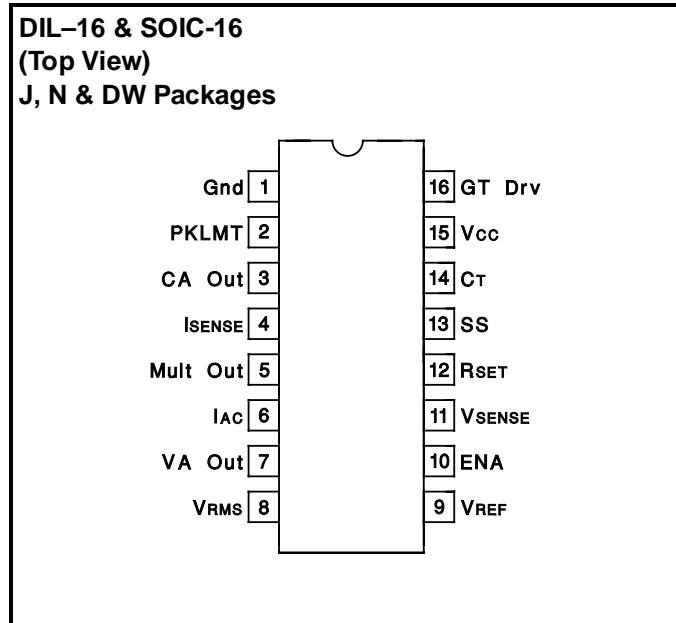 DIL–16 & SOIC-16
(Top View)
J, N & DW Packages
Gnd 1 16 GT Drv
PKLMT 2 15 VCC
CA Out 3 14 CT
ISENSE 4 13 SS
Mult Out 5 12 RSET
IAC 6 11 VSENSE
VA Out 7 10 ENA
VRMS 8 9 VREF